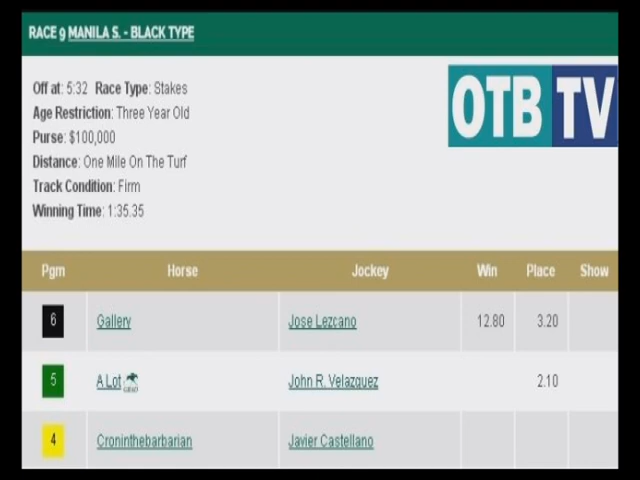 RACE 9 MANILA S. - BLACK TYPE
OTB TV
Off at: 5:32 Race Type: Stakes
Age Restriction: Three Year Old
Purse: $100,000
Distance: One Mile On The Turf
Track Condition: Firm
Winning Time: 1:35.35
Pgm Horse Jockey Win Place Show
6 Gallery Jose Lezcano 12.80 3.20
5 A Lot John R. Velazquez 2.10
4 Croninthebarbarian Javier Castellano